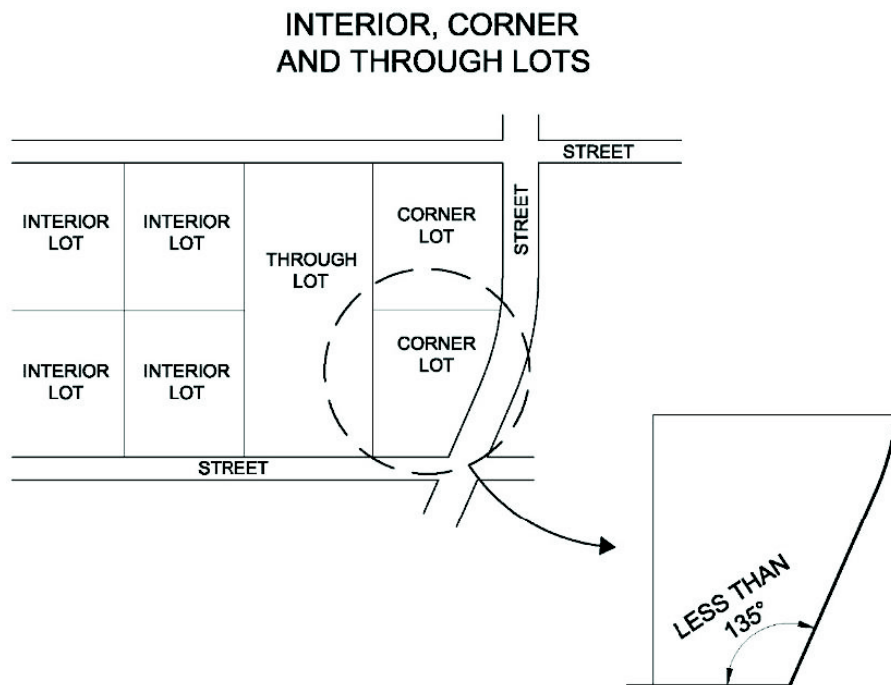 INTERIOR, CORNER
AND THROUGH LOTS
STREET
STREET
INTERIOR
LOT
INTERIOR
LOT
THROUGH
LOT
CORNER
LOT
INTERIOR
LOT
INTERIOR
LOT
CORNER
LOT
STREET
LESS THAN
135°